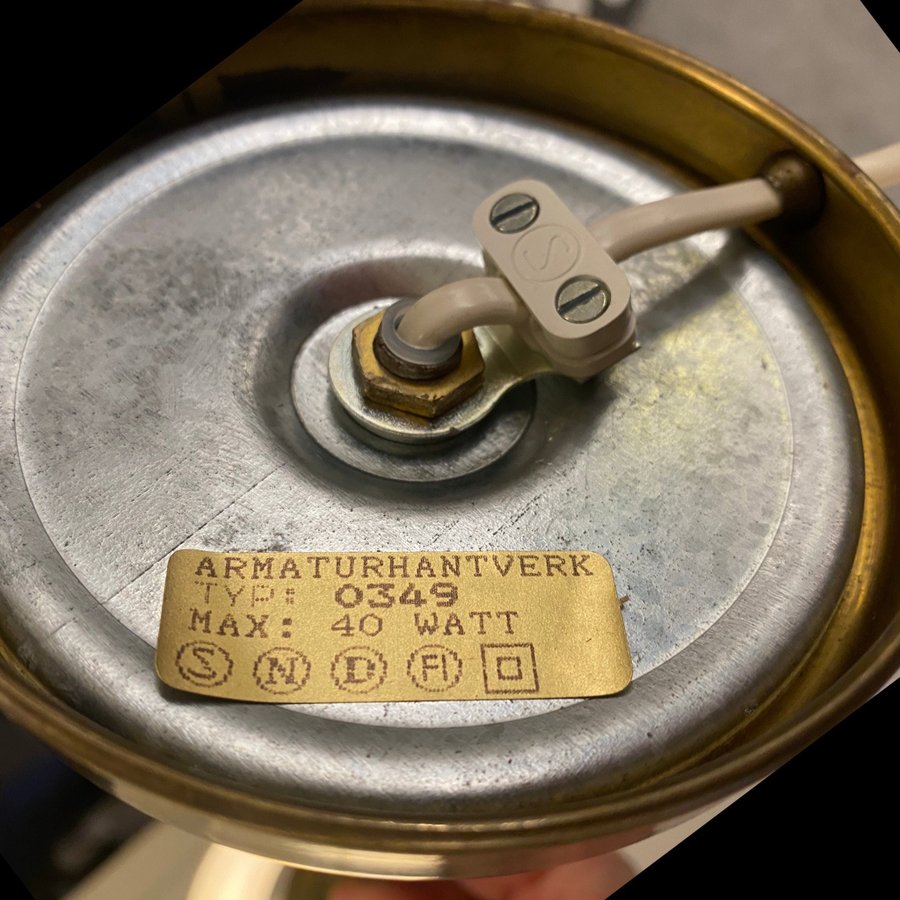 ARMATURHANTVERK
TYP: 0349
MAX: 40 WATT
S N D FI
S